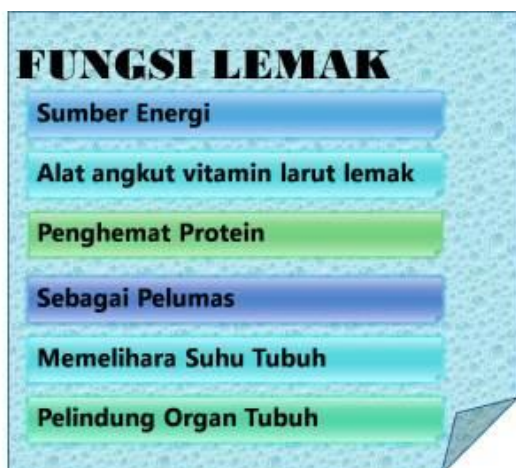 FUNGSI LEMAK
Sumber Energi
Alat angkut vitamin larut lemak
Penghemat Protein
Sebagai Pelumas
Memelihara Suhu Tubuh
Pelindung Organ Tubuh